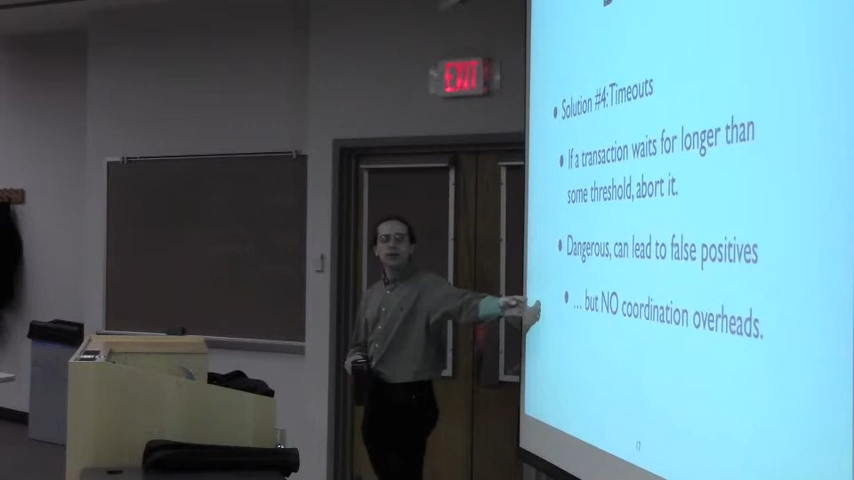 EXIT
• Solution #4: Timeouts
• If a transaction waits for longer than
some threshold, abort it.
• Dangerous, can lead to false positives
• ... but NO coordination overheads.
17